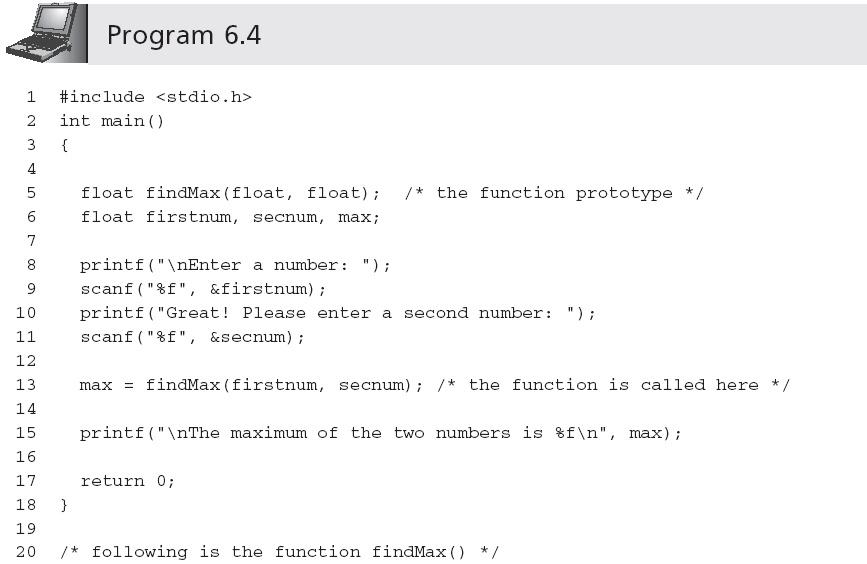 Program 6.4
1 #include <stdio.h>
2 int main()
3 {
4
5   float findMax(float, float);  /* the function prototype */
6   float firstnum, secnum, max;
7
8   printf("\nEnter a number: ");
9   scanf("%f", &firstnum);
10   printf("Great! Please enter a second number: ");
11   scanf("%f", &secnum);
12
13   max = findMax(firstnum, secnum); /* the function is called here */
14
15   printf("\nThe maximum of the two numbers is %f\n", max);
16
17   return 0;
18 }
19
20 /* following is the function findMax() */